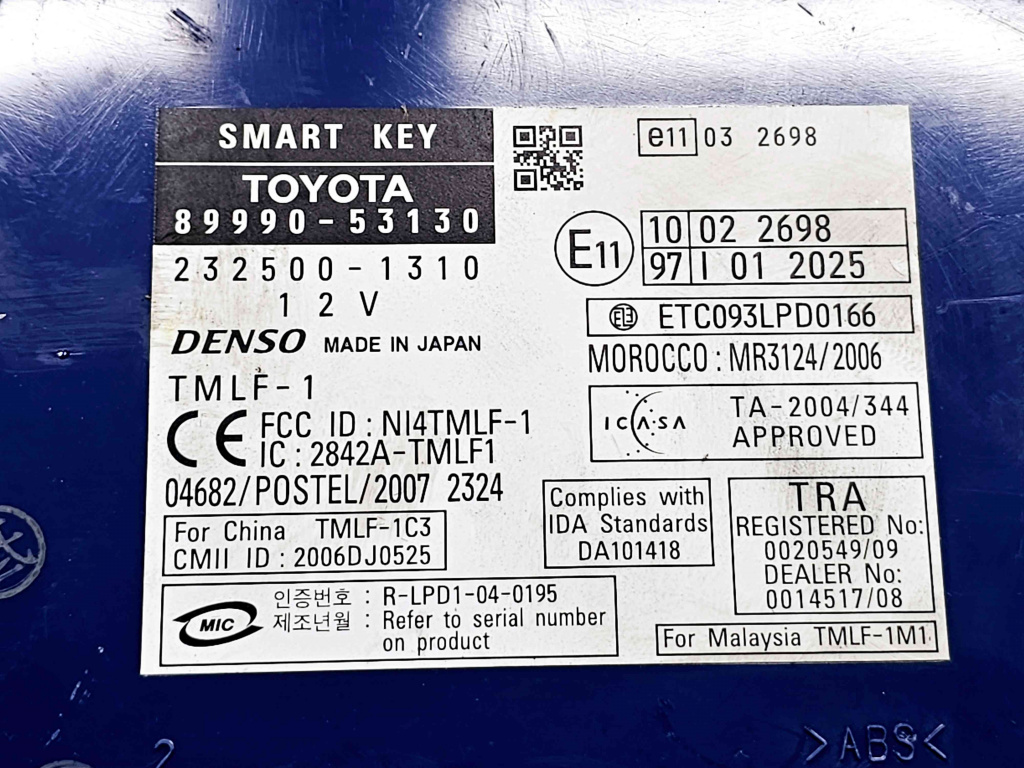 SMART KEY
TOYOTA
89990-53130
232500-1310
12V
DENSO MADE IN JAPAN
TMLF-1
CE FCC ID : NI4TMLF-1
IC : 2842A-TMLF1
04682/POSTEL/2007 2324
For China TMLF-1C3
CMII ID : 2006DJ0525
MIC
인증번호 : R-LPD1-04-0195
제조년월 : Refer to serial number
on product
e11 03 2698
E11
10 02 2698
97 I 01 2025
ETC093LPD0166
MOROCCO : MR3124/2006
ICASA TA-2004/344
APPROVED
Complies with
IDA Standards
DA101418
TRA
REGISTERED No:
0020549/09
DEALER No:
0014517/08
For Malaysia TMLF-1M1
2
>ABS<